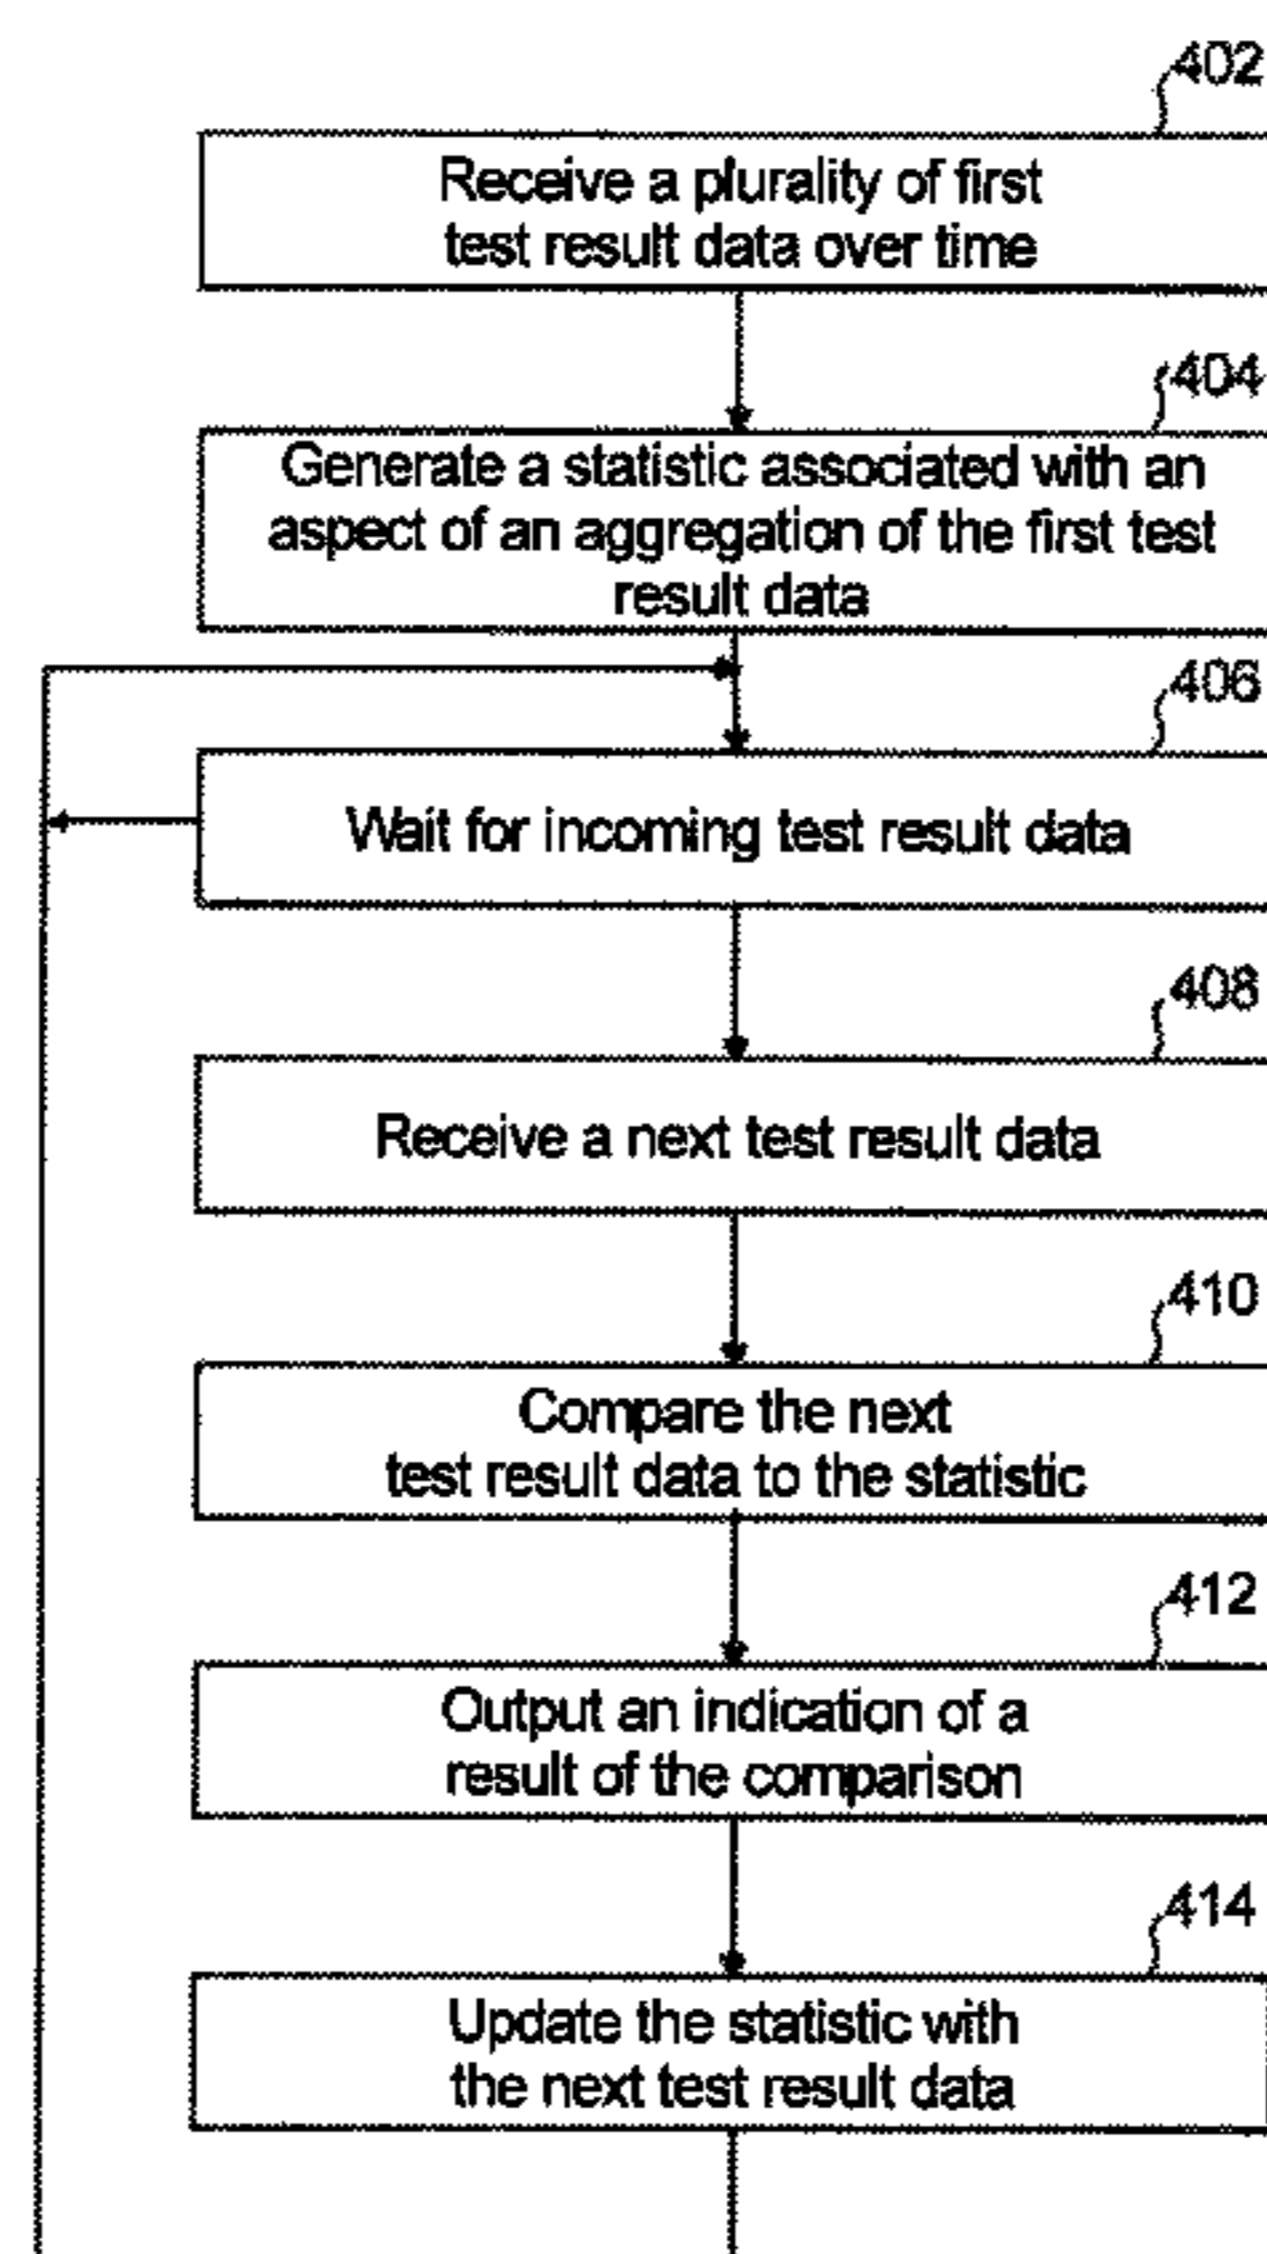 402
Receive a plurality of first
test result data over time
404
Generate a statistic associated with an
aspect of an aggregation of the first test
result data
406
Wait for incoming test result data
408
Receive a next test result data
410
Compare the next
test result data to the statistic
412
Output an indication of a
result of the comparison
414
Update the statistic with
the next test result data